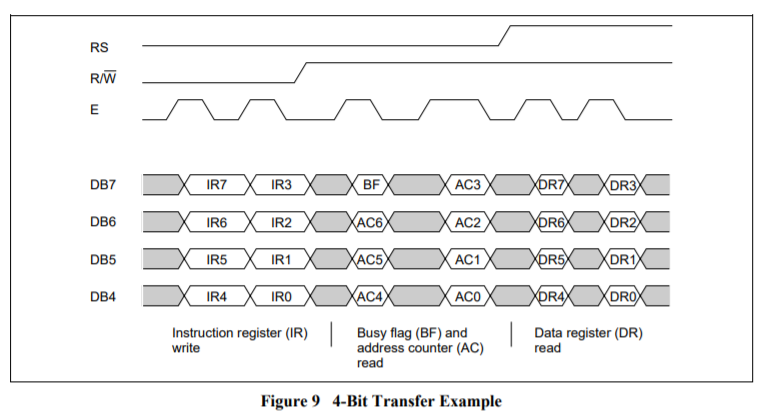 RS
R/W̅
E
DB7 IR7 IR3 BF AC3 DR7 DR3
DB6 IR6 IR2 AC6 AC2 DR6 DR2
DB5 IR5 IR1 AC5 AC1 DR5 DR1
DB4 IR4 IR0 AC4 AC0 DR4 DR0
Instruction register (IR)
write
Busy flag (BF) and
address counter (AC)
read
Data register (DR)
read
Figure 9 4-Bit Transfer Example